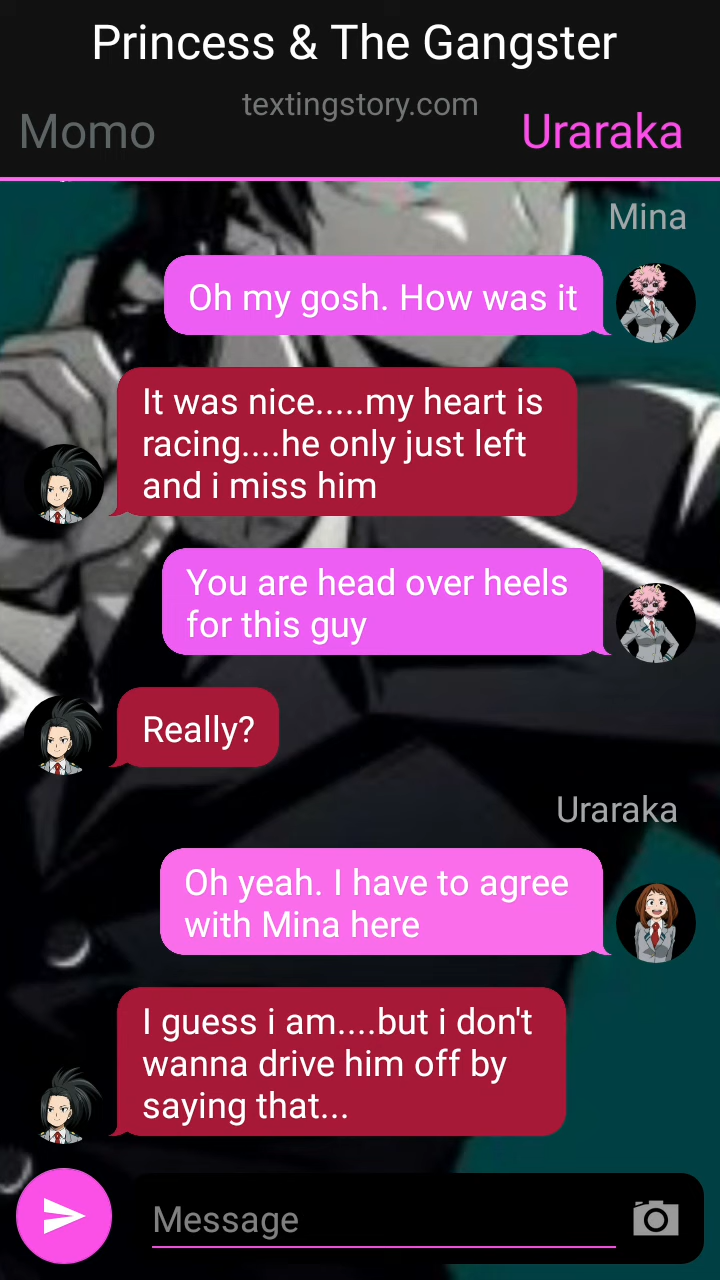 Princess & The Gangster
textingstory.com
Momo
Uraraka
Mina
Oh my gosh. How was it
It was nice.....my heart is
racing....he only just left
and i miss him
You are head over heels
for this guy
Really?
Uraraka
Oh yeah. I have to agree
with Mina here
I guess i am....but i don't
wanna drive him off by
saying that...
Message